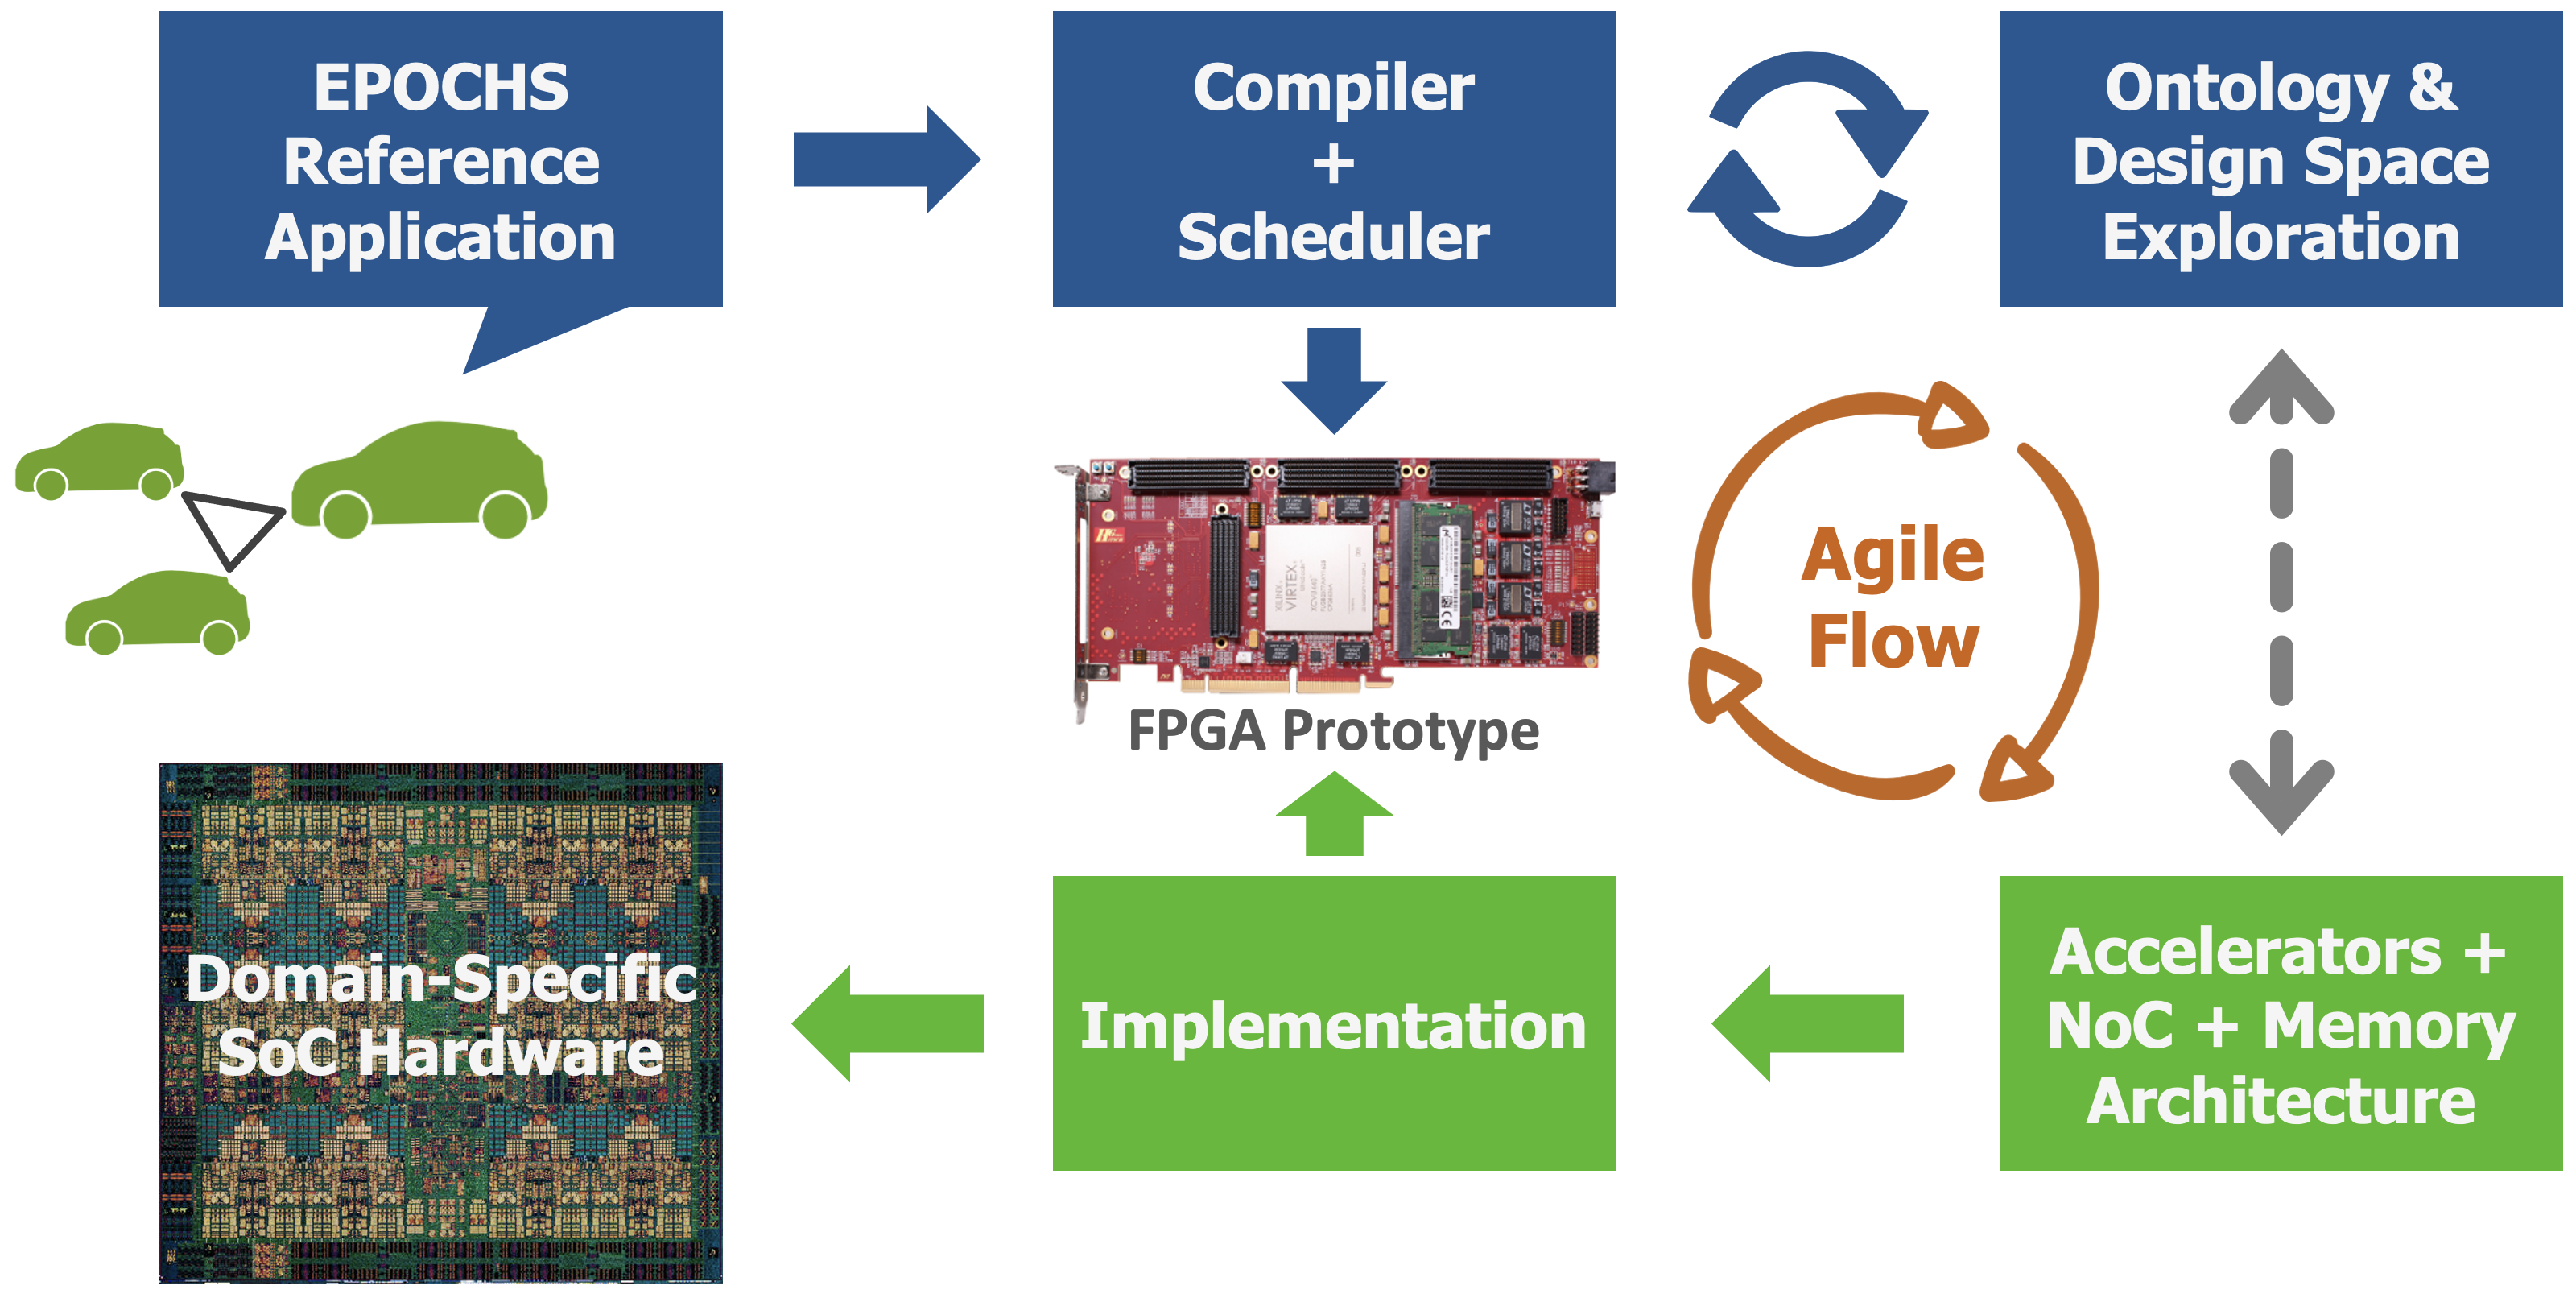 EPOCHS
Reference
Application
Compiler
+
Scheduler
Ontology &
Design Space
Exploration
XILINX
VIRTEX
Agile
Flow
FPGA Prototype
Domain-Specific
SoC Hardware
Implementation
Accelerators +
NoC + Memory
Architecture